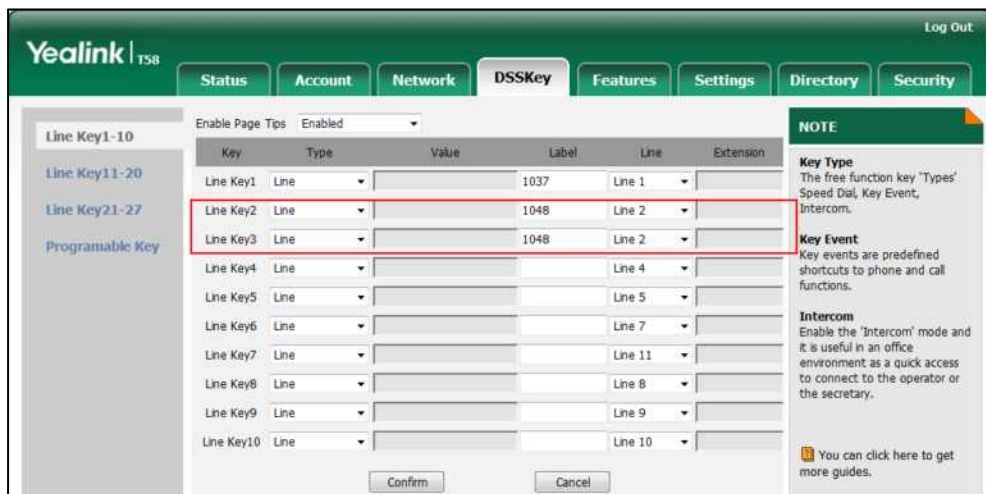 Log Out
Yealink | T58
Status Account Network DSSKey Features Settings Directory Security
Line Key1-10
Line Key11-20
Line Key21-27
Programable Key
Enable Page Tips Enabled
Key Type Value Label Line Extension
Line Key1 Line 1037 Line 1
Line Key2 Line 1048 Line 2
Line Key3 Line 1048 Line 2
Line Key4 Line Line 4
Line Key5 Line Line 5
Line Key6 Line Line 7
Line Key7 Line Line 11
Line Key8 Line Line 8
Line Key9 Line Line 9
Line Key10 Line Line 10
Confirm Cancel
NOTE
Key Type
The free function key 'Types'
Speed Dial, Key Event,
Intercom.
Key Event
Key events are predefined
shortcuts to phone and call
functions.
Intercom
Enable the 'Intercom' mode and
it is useful in an office
environment as a quick access
to connect to the operator or
the secretary.
You can click here to get
more guides.